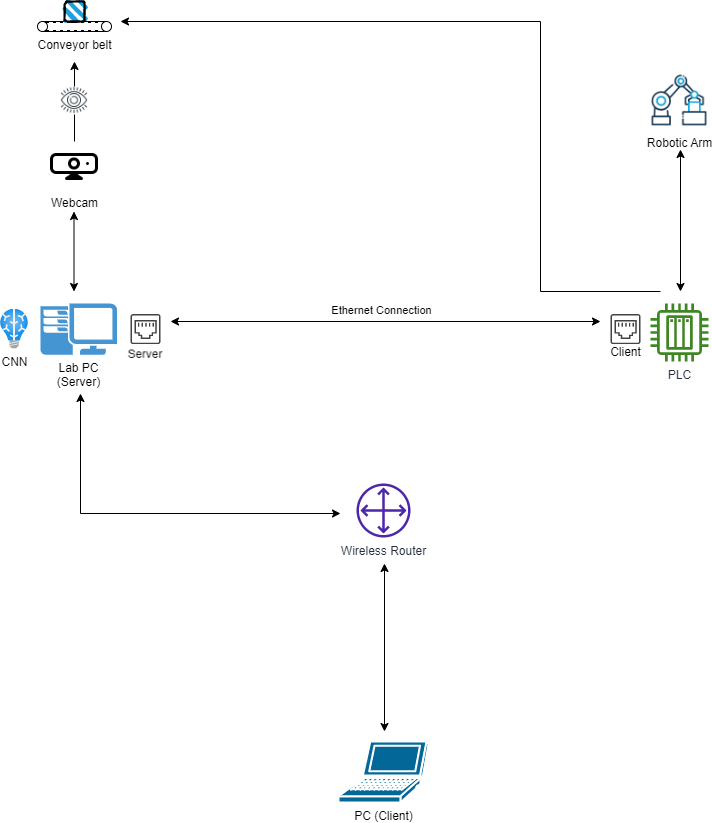 Conveyor belt
Robotic Arm
Webcam
Ethernet Connection
CNN
Lab PC
(Server)
Server
Client
PLC
Wireless Router
PC (Client)